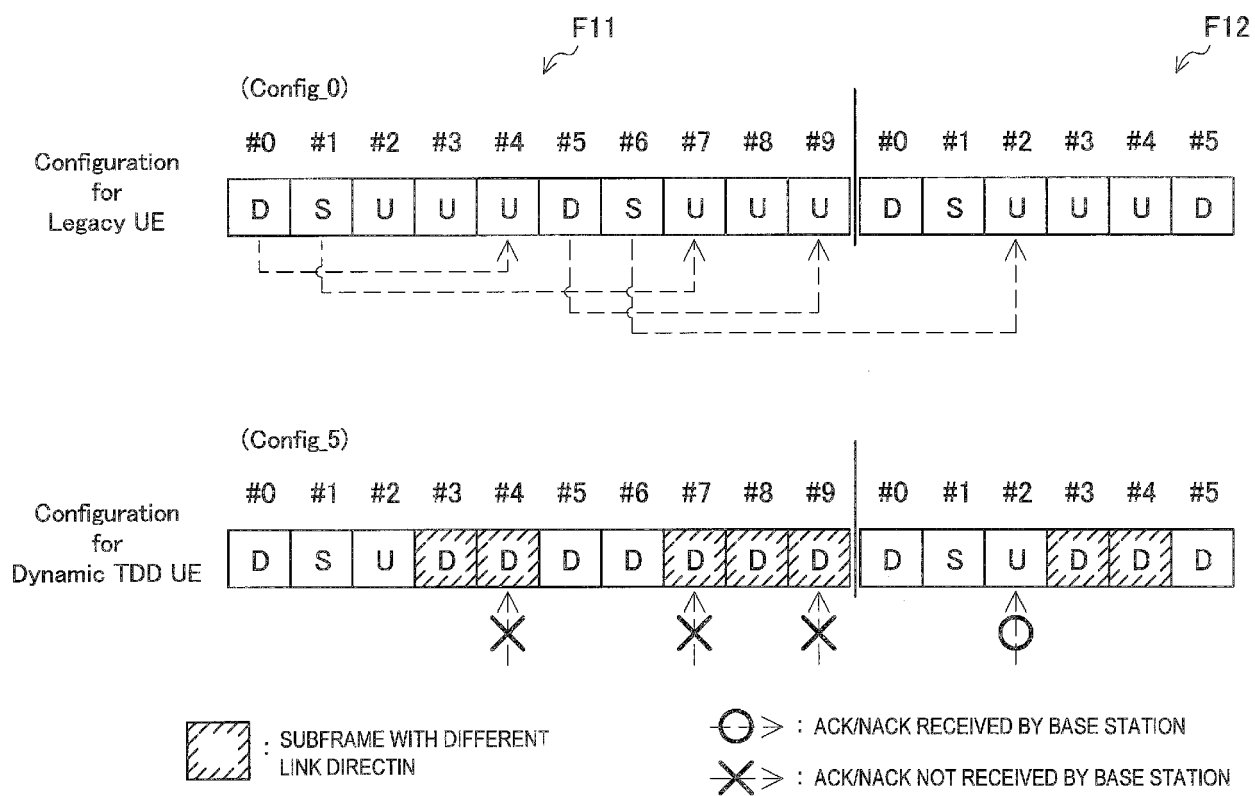 F11
F12
(Config_0)
#0 #1 #2 #3 #4 #5 #6 #7 #8 #9 #0 #1 #2 #3 #4 #5
Configuration
for
Legacy UE
D S U U U D S U U U D S U U U D
(Config_5)
#0 #1 #2 #3 #4 #5 #6 #7 #8 #9 #0 #1 #2 #3 #4 #5
Configuration
for
Dynamic TDD UE
D S U D D D D D D D D S U D D D
: SUBFRAME WITH DIFFERENT
LINK DIRECTIN
: ACK/NACK RECEIVED BY BASE STATION
: ACK/NACK NOT RECEIVED BY BASE STATION